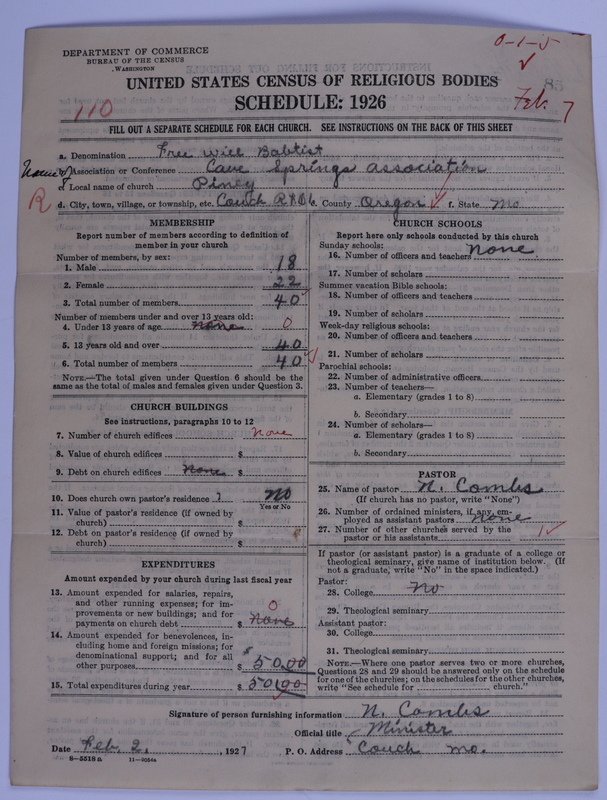 DEPARTMENT OF COMMERCE
BUREAU OF THE CENSUS
WASHINGTON
0-1-5
UNITED STATES CENSUS OF RELIGIOUS BODIES
85
SCHEDULE: 1926
110
Feb 7
FILL OUT A SEPARATE SCHEDULE FOR EACH CHURCH. SEE INSTRUCTIONS ON THE BACK OF THIS SHEET
a. Denomination Free Will Babtist
Name of Association or Conference Cave Springs association
c. Local name of church Piney
R d. City, town, village, or township, etc. Couch e. County Oregon f. State Mo
MEMBERSHIP
Report number of members according to definition of member in your church
Number of members, by sex:
1. Male 18
2. Female 22
3. Total number of members 40
Number of members under and over 13 years old:
4. Under 13 years of age none 0
5. 13 years old and over 40
6. Total number of members 40
NOTE.—The total given under Question 6 should be the same as the total of males and females given under Question 3.
CHURCH BUILDINGS
See instructions, paragraphs 10 to 12
7. Number of church edifices none
8. Value of church edifices $
9. Debt on church edifices none $
10. Does church own pastor's residence? No
Yes or No
11. Value of pastor's residence (if owned by church) $
12. Debt on pastor's residence (if owned by church) $
EXPENDITURES
Amount expended by your church during last fiscal year
13. Amount expended for salaries, repairs, and other running expenses; for improvements or new buildings; and for payments on church debt $ none 0
14. Amount expended for benevolences, including home and foreign missions; for denominational support; and for all other purposes $ 50.00
15. Total expenditures during year $ 50.00
CHURCH SCHOOLS
Report here only schools conducted by this church
Sunday schools:
16. Number of officers and teachers none
17. Number of scholars
Summer vacation Bible schools:
18. Number of officers and teachers
19. Number of scholars
Week-day religious schools:
20. Number of officers and teachers
21. Number of scholars
Parochial schools:
22. Number of administrative officers
23. Number of teachers—
a. Elementary (grades 1 to 8)
b. Secondary
24. Number of scholars—
a. Elementary (grades 1 to 8)
b. Secondary
PASTOR
25. Name of pastor N. Combs
(If church has no pastor, write "None")
26. Number of ordained ministers, if any, employed as assistant pastors none
27. Number of other churches served by the pastor or his assistants 1
If pastor (or assistant pastor) is a graduate of a college or theological seminary, give name of institution below. (If not a graduate, write "No" in the space indicated.)
Pastor:
28. College No
29. Theological seminary
Assistant pastor:
30. College
31. Theological seminary
NOTE.—Where one pastor serves two or more churches, Questions 28 and 29 should be answered only on the schedule for one of the churches; on the schedules for the other churches, write "See schedule for church."
Signature of person furnishing information N. Combs
Official title Minister
Date Feb. 2, 1927 P. O. Address Couch Mo.
8-5518a 11-9054a